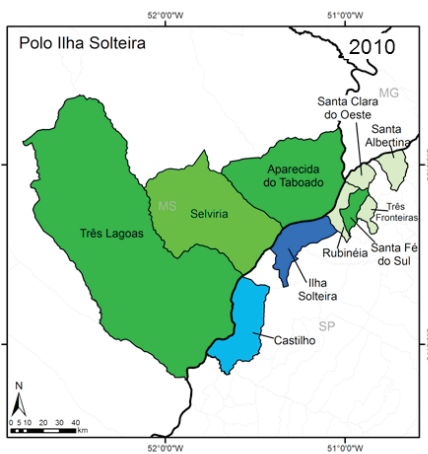 52°0'0"W
51°0'0"W
Polo Ilha Solteira
2010
MG
Santa Clara
do Oeste
Santa
Albertina
Aparecida
do Taboado
MS
Selviria
Três
Fronteiras
Três Lagoas
Rubinéia
Santa Fé
do Sul
Ilha
Solteira
SP
Castilho
N
0 5 10 20 30 40
km
52°0'0"W
51°0'0"W